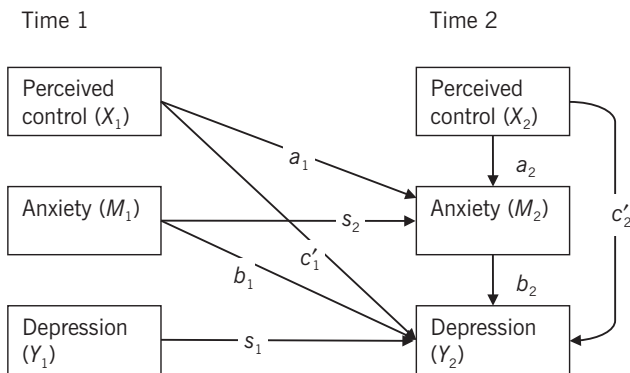 Time 1
Time 2
Perceived
control (X₁)
Perceived
control (X₂)
a₁
a₂
Anxiety (M₁)
s₂
Anxiety (M₂)
c′₁
c′₂
b₁
b₂
Depression
(Y₁)
s₁
Depression
(Y₂)